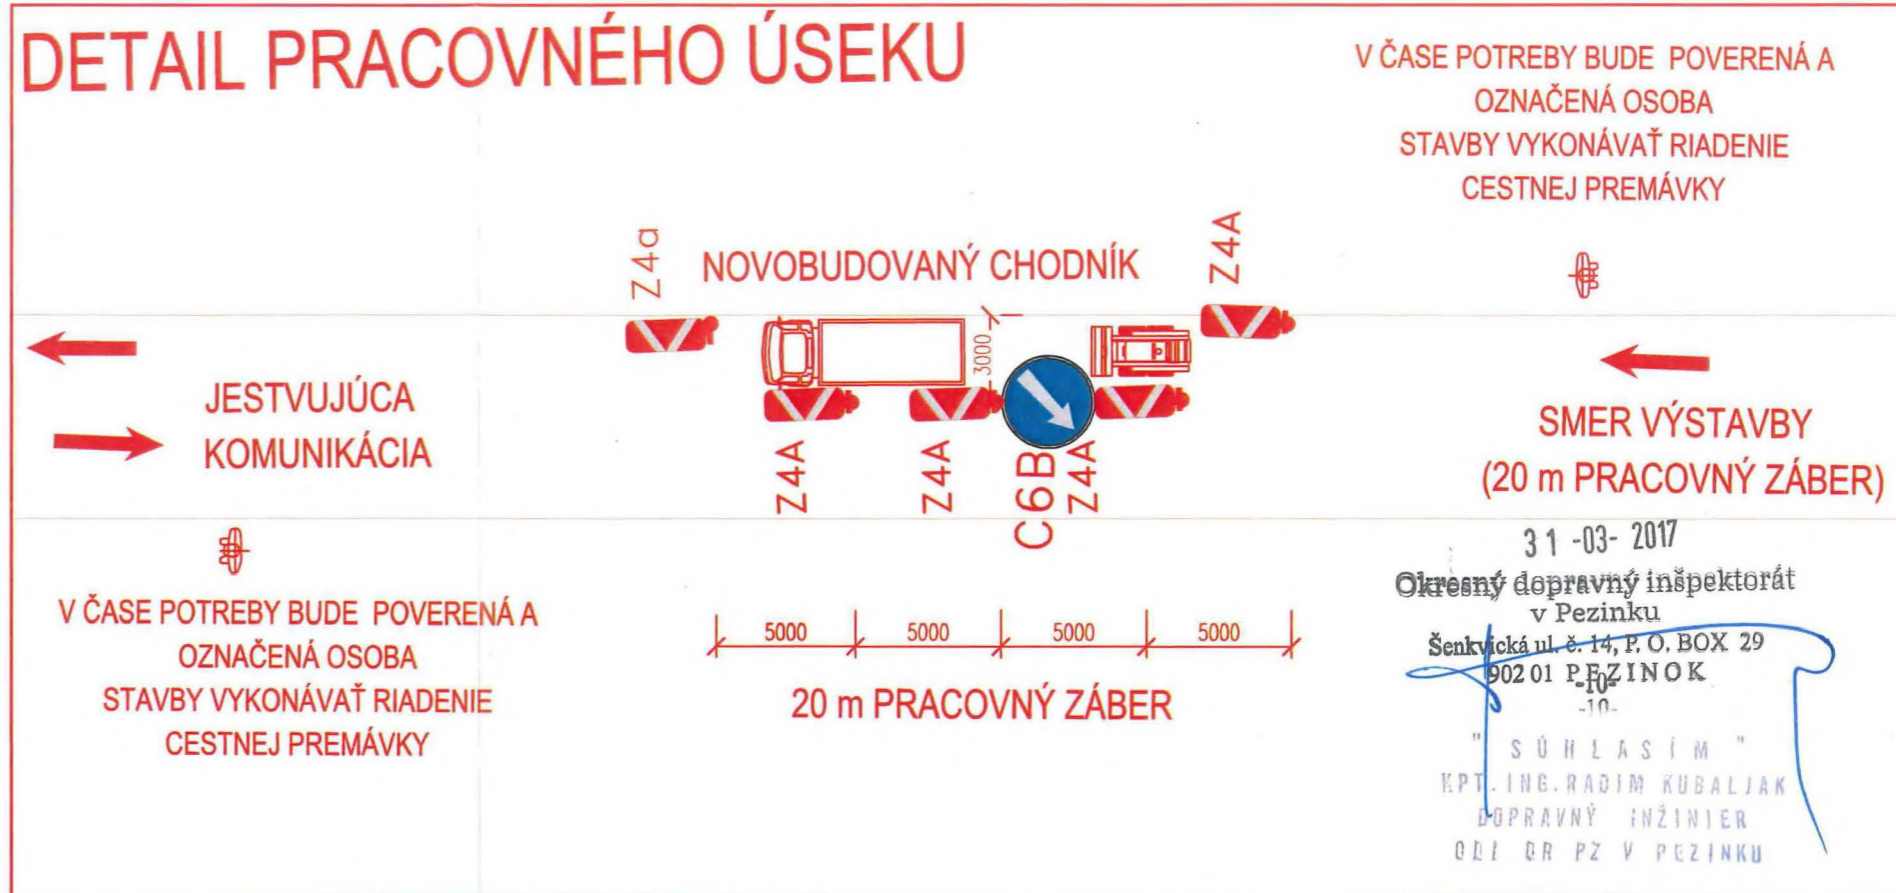 DETAIL PRACOVNÉHO ÚSEKU
V ČASE POTREBY BUDE POVERENÁ A
OZNAČENÁ OSOBA
STAVBY VYKONÁVAŤ RIADENIE
CESTNEJ PREMÁVKY
Z4a
NOVOBUDOVANÝ CHODNÍK
Z4A
3000
JESTVUJÚCA
KOMUNIKÁCIA
Z4A
Z4A
C6B
Z4A
SMER VÝSTAVBY
(20 m PRACOVNÝ ZÁBER)
V ČASE POTREBY BUDE POVERENÁ A
OZNAČENÁ OSOBA
STAVBY VYKONÁVAŤ RIADENIE
CESTNEJ PREMÁVKY
5000 5000 5000 5000
20 m PRACOVNÝ ZÁBER
31 -03- 2017
Okresný dopravný inšpektorát
v Pezinku
Šenkvická ul. č. 14, P. O. BOX 29
902 01 PEZINOK
-10-
-10-
" SÚHLASÍM "
KPT. ING. RADIM KUBALJAK
DOPRAVNÝ INŽINIER
ODI OR PZ V PEZINKU